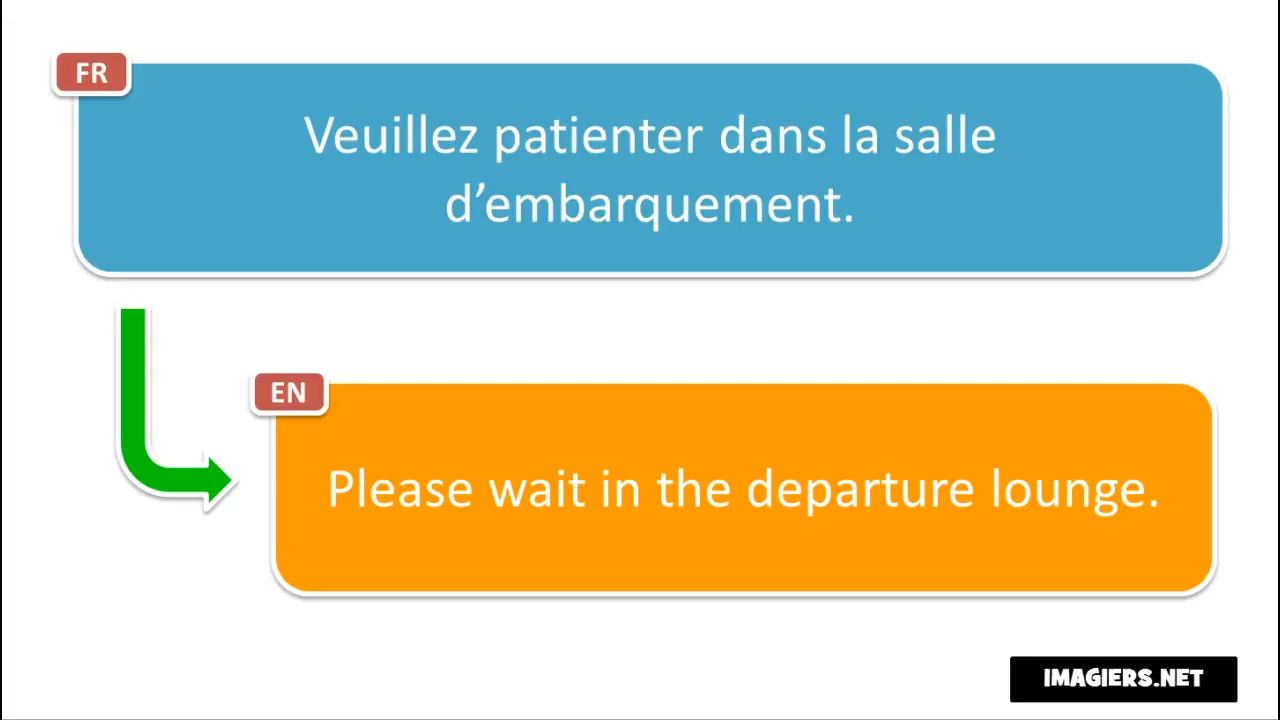 FR
Veuillez patienter dans la salle
d’embarquement.
EN
Please wait in the departure lounge.
IMAGIERS.NET